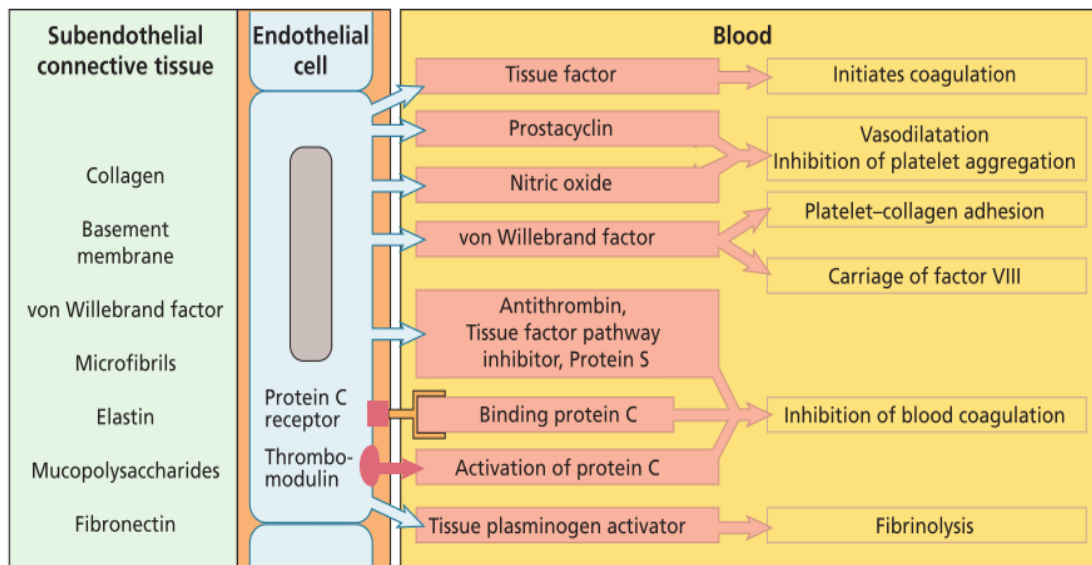 Subendothelial
connective tissue
Collagen
Basement
membrane
von Willebrand factor
Microfibrils
Elastin
Mucopolysaccharides
Fibronectin
Endothelial
cell
Protein C
receptor
Thrombo-
modulin
Blood
Tissue factor
Initiates coagulation
Prostacyclin
Nitric oxide
Vasodilatation
Inhibition of platelet aggregation
von Willebrand factor
Platelet–collagen adhesion
Carriage of factor VIII
Antithrombin,
Tissue factor pathway
inhibitor, Protein S
Binding protein C
Activation of protein C
Inhibition of blood coagulation
Tissue plasminogen activator
Fibrinolysis